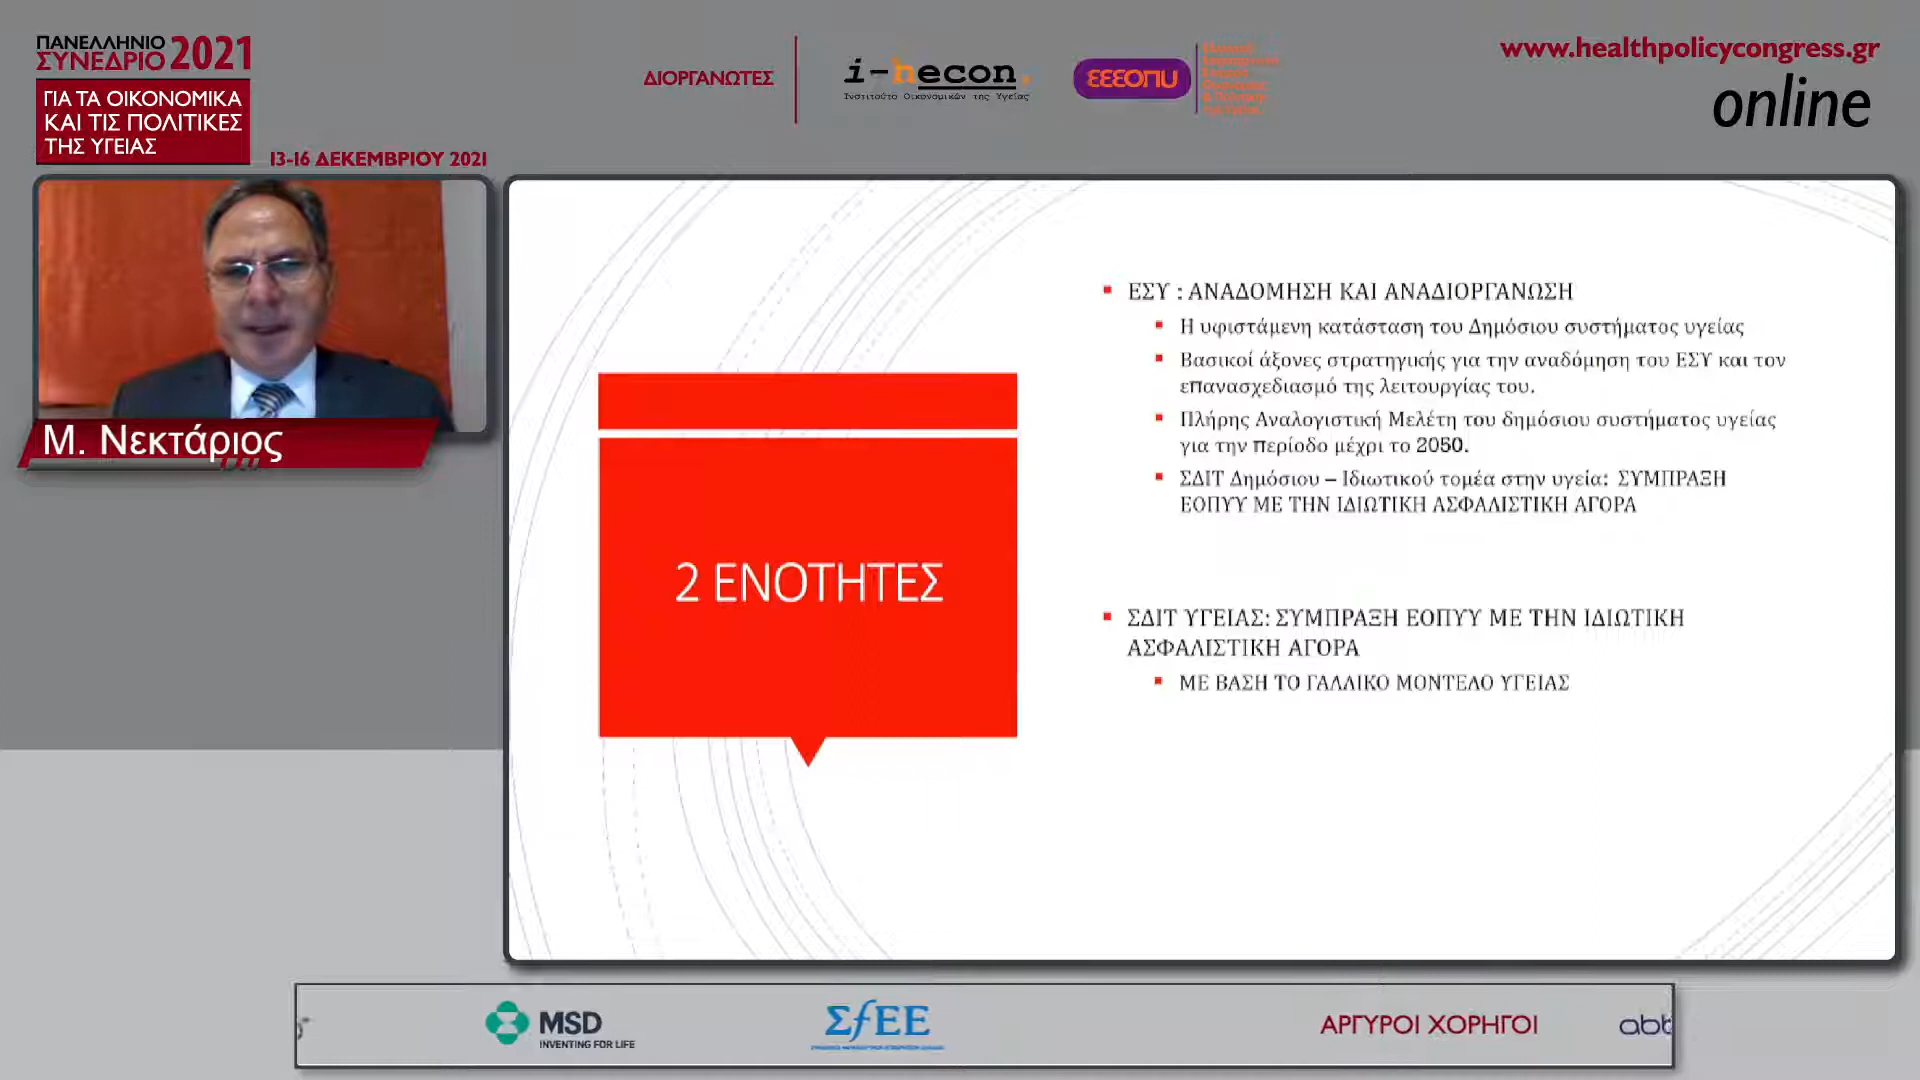 ΠΑΝΕΛΛΗΝΙΟ
ΣΥΝΕΔΡΙΟ 2021
ΓΙΑ ΤΑ ΟΙΚΟΝΟΜΙΚΑ
ΚΑΙ ΤΙΣ ΠΟΛΙΤΙΚΕΣ
ΤΗΣ ΥΓΕΙΑΣ
13-16 ΔΕΚΕΜΒΡΙΟΥ 2021
ΔΙΟΡΓΑΝΩΤΕΣ
i-hecon.
Ινστιτούτο Οικονομικών της Υγείας
ΕΕΕΟΠΥ
www.healthpolicycongress.gr
online
Μ. Νεκτάριος
2 ΕΝΟΤΗΤΕΣ
ΕΣΥ : ΑΝΑΔΟΜΗΣΗ ΚΑΙ ΑΝΑΔΙΟΡΓΑΝΩΣΗ
Η υφιστάμενη κατάσταση του Δημόσιου συστήματος υγείας
Βασικοί άξονες στρατηγικής για την αναδόμηση του ΕΣΥ και τον
επανασχεδιασμό της λειτουργίας του.
Πλήρης Αναλογιστική Μελέτη του δημόσιου συστήματος υγείας
για την περίοδο μέχρι το 2050.
ΣΔΙΤ Δημόσιου – Ιδιωτικού τομέα στην υγεία: ΣΥΜΠΡΑΞΗ
ΕΟΠΥΥ ΜΕ ΤΗΝ ΙΔΙΩΤΙΚΗ ΑΣΦΑΛΙΣΤΙΚΗ ΑΓΟΡΑ
ΣΔΙΤ ΥΓΕΙΑΣ: ΣΥΜΠΡΑΞΗ ΕΟΠΥΥ ΜΕ ΤΗΝ ΙΔΙΩΤΙΚΗ
ΑΣΦΑΛΙΣΤΙΚΗ ΑΓΟΡΑ
ΜΕ ΒΑΣΗ ΤΟ ΓΑΛΛΙΚΟ ΜΟΝΤΕΛΟ ΥΓΕΙΑΣ
MSD
INVENTING FOR LIFE
ΣfΕΕ
ΑΡΓΥΡΟΙ ΧΟΡΗΓΟΙ